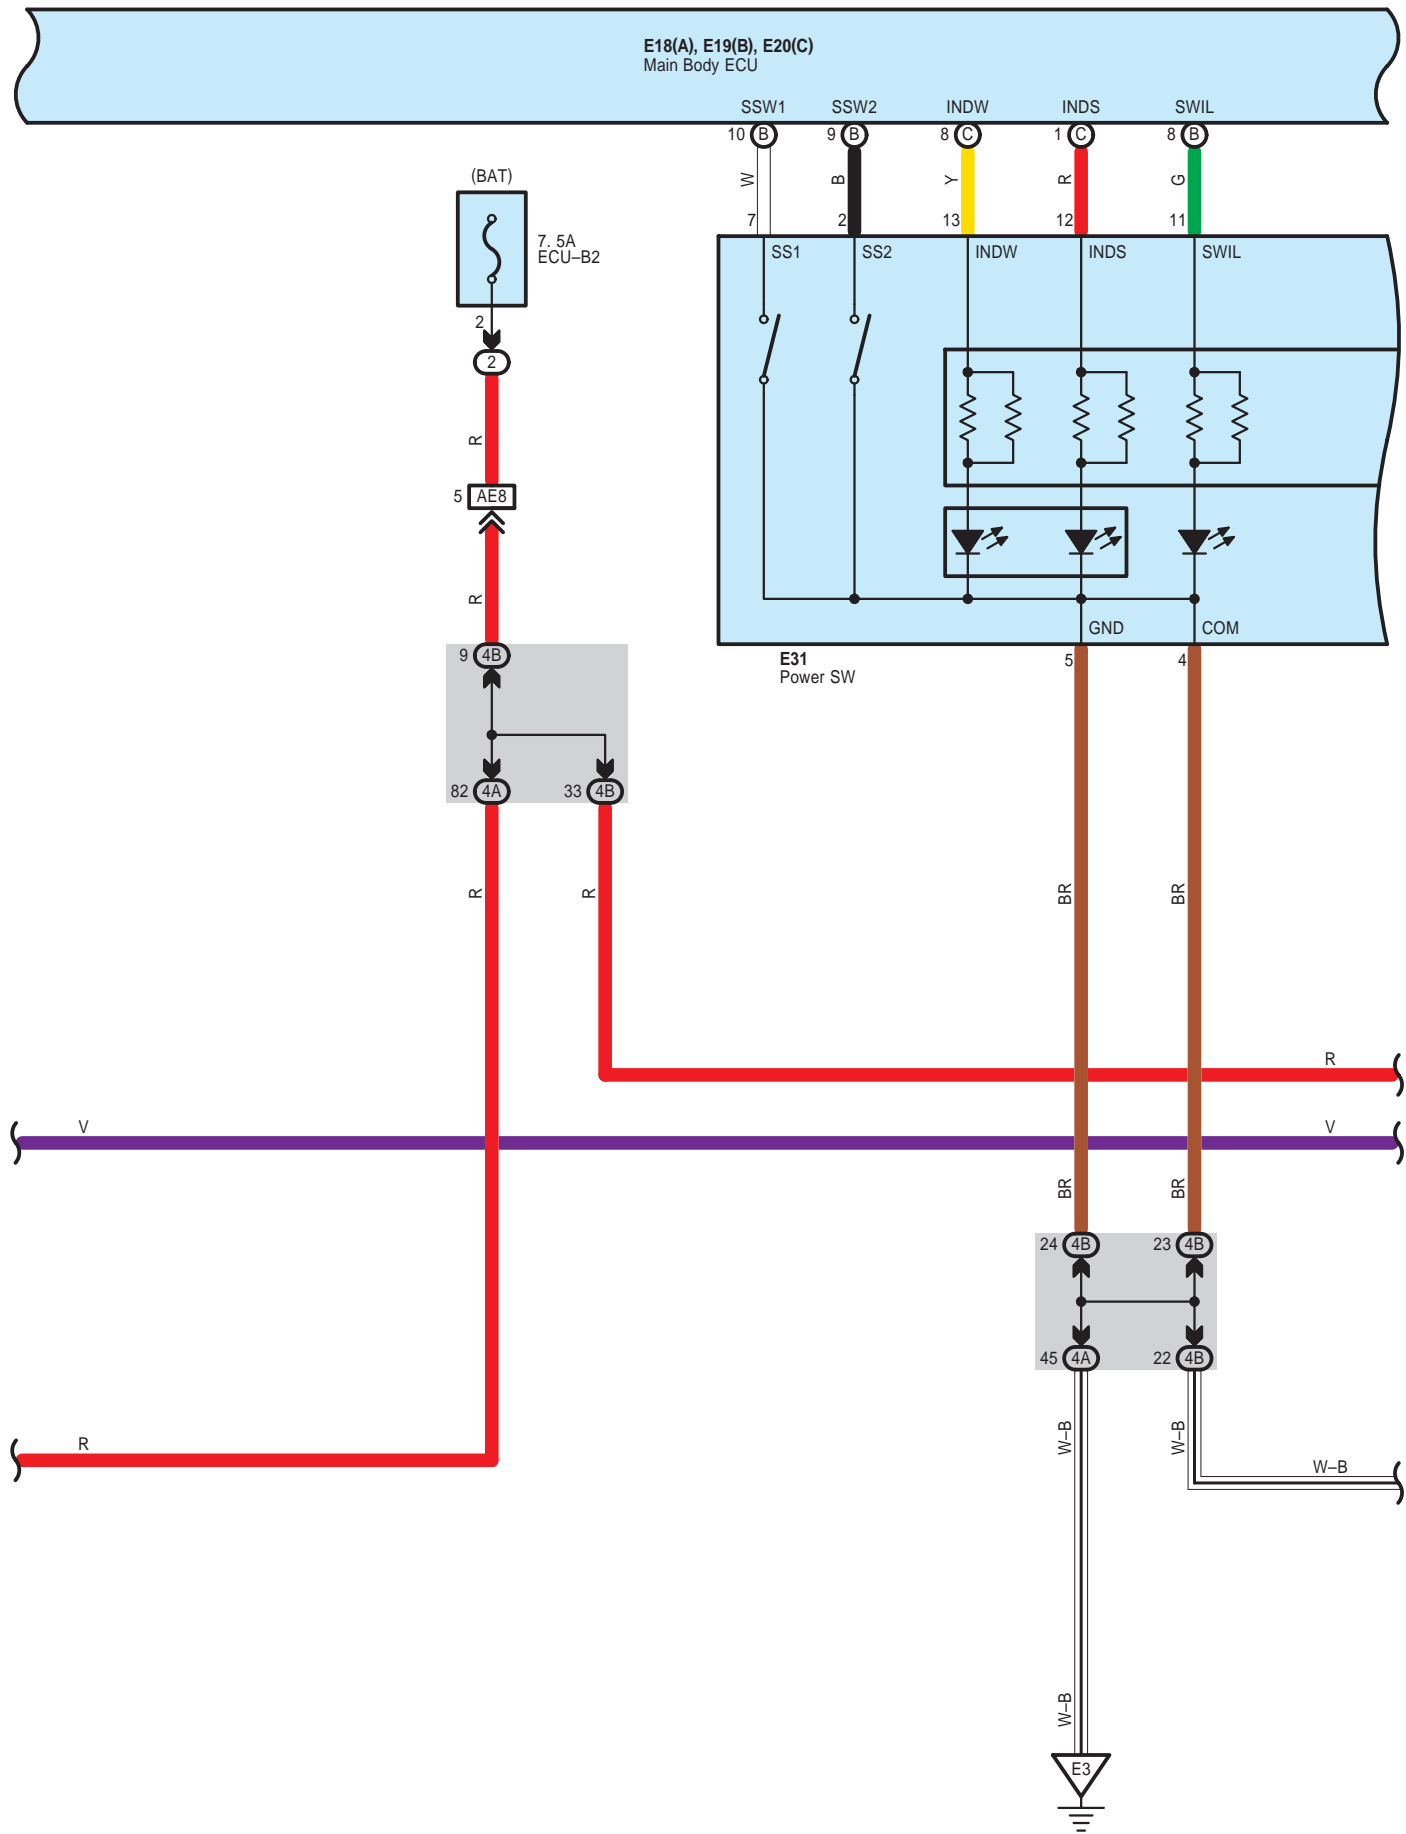 E18(A), E19(B), E20(C)
Main Body ECU
SSW1 SSW2 INDW INDS SWIL
10 B 9 B 8 C 1 C 8 B
W B Y R G
7 2 13 12 11
(BAT)
7. 5A
ECU–B2
2
2
SS1 SS2 INDW INDS SWIL
R
5 AE8
R
GND COM
9 4B
E31
Power SW
5 4
82 4A 33 4B
R R BR BR
R
V V
BR BR
24 4B 23 4B
45 4A 22 4B
R
W–B W–B
W–B
W–B
E3